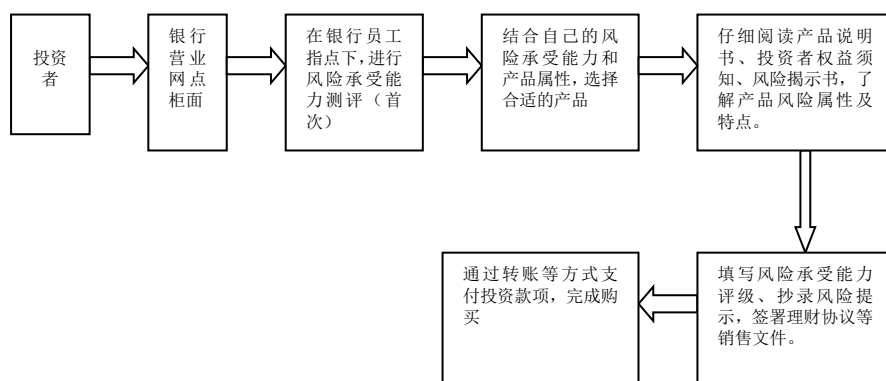 投资
者
银行
营业
网点
柜面
在银行员工
指点下，进行
风险承受能
力测评（首
次）
结合自己的风
险承受能力和
产品属性，选择
合适的产品
仔细阅读产品说明
书、投资者权益须
知、风险揭示书，了
解产品风险属性及
特点。
填写风险承受能力
评级、抄录风险提
示，签署理财协议等
销售文件。
通过转账等方式支
付投资款项，完成购
买